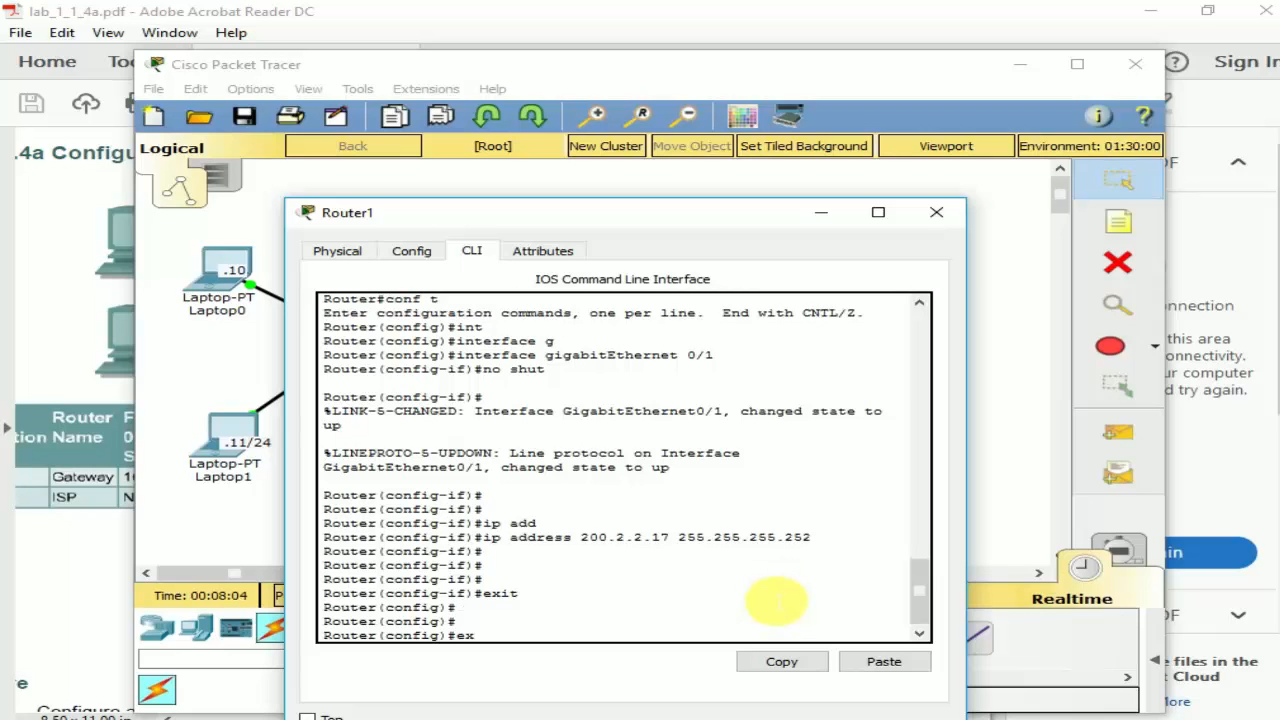 lab_1_1_4a.pdf - Adobe Acrobat Reader DC
File Edit View Window Help
Home
Sign In
Cisco Packet Tracer
File Edit Options View Tools Extensions Help
Logical
Back
[Root]
New Cluster
Move Object
Set Tiled Background
Viewport
Environment: 01:30:00
.4a Configu
Router1
Physical Config CLI Attributes
IOS Command Line Interface
Router#conf t
Enter configuration commands, one per line. End with CNTL/Z.
Router(config)#int
Router(config)#interface g
Router(config)#interface gigabitEthernet 0/1
Router(config-if)#no shut
Router(config-if)#
%LINK-5-CHANGED: Interface GigabitEthernet0/1, changed state to
up
%LINEPROTO-5-UPDOWN: Line protocol on Interface
GigabitEthernet0/1, changed state to up
Router(config-if)#
Router(config-if)#
Router(config-if)#ip add
Router(config-if)#ip address 200.2.2.17 255.255.255.252
Router(config-if)#
Router(config-if)#
Router(config-if)#
Router(config-if)#exit
Router(config)#
Router(config)#
Router(config)#ex
Copy
Paste
.10
Laptop-PT
Laptop0
.11/24
Laptop-PT
Laptop1
Router
Name
Gateway
ISP
Time: 00:08:04
Realtime
this area
computer
try again.
e files in the
Cloud
8.50 x 11.00 in